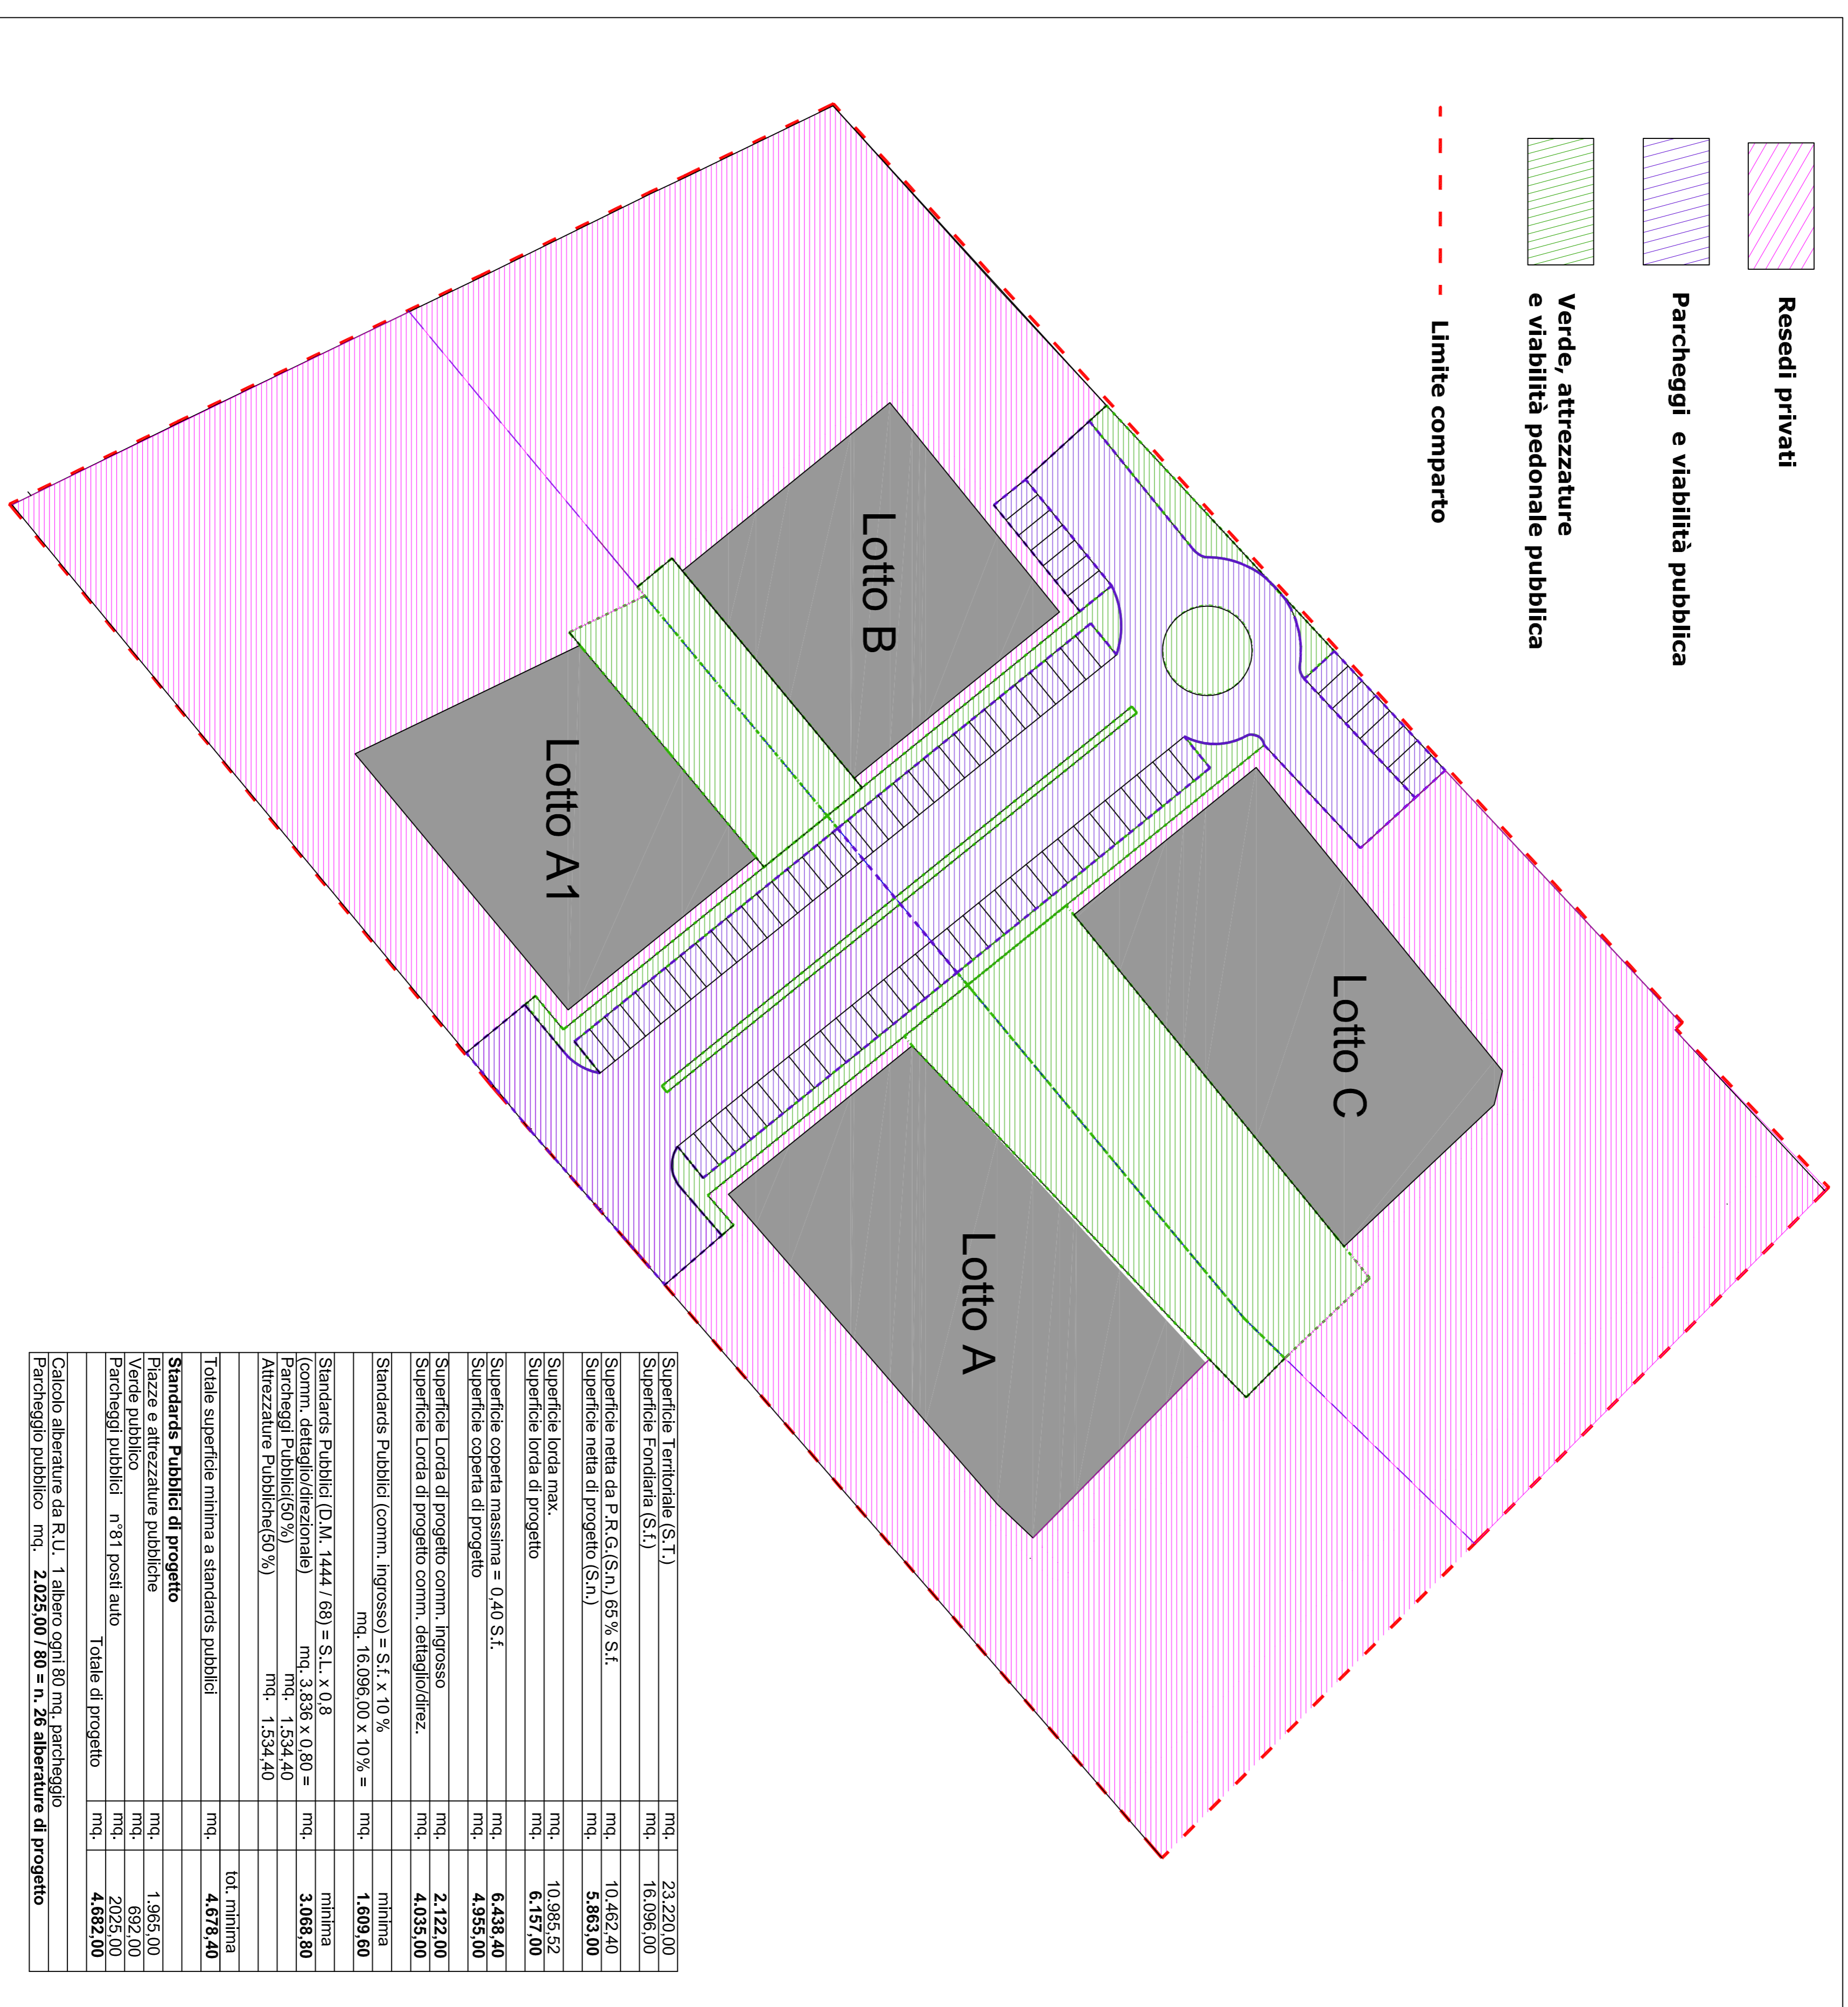 Resedi privati
Parcheggi e viabilità pubblica
Verde, attrezzature
e viabilità pedonale pubblica
Limite comparto
Lotto C
Lotto B
Lotto A
Lotto A1
Superficie Territoriale (S.T.) mq. 23.220,00
Superficie Fondiaria (S.f.) mq. 16.096,00
Superficie netta da P.R.G.(S.n.) 65 % S.f. mq. 10.462,40
Superficie netta di progetto (S.n.) mq. 5.863,00
Superficie lorda max. mq. 10.985,52
Superficie lorda di progetto mq. 6.157,00
Superficie coperta massima = 0,40 S.f. mq. 6.438,40
Superficie coperta di progetto mq. 4.955,00
Superficie Lorda di progetto comm. ingrosso mq. 2.122,00
Superficie Lorda di progetto comm. dettaglio/direz. mq. 4.035,00
Standards Pubblici (comm. ingrosso) = S.f. x 10 % minima
mq. 16.096,00 x 10% = mq. 1.609,60
Standards Pubblici (D.M. 1444 / 68) = S.L. x 0,8 minima
(comm. dettaglio/direzionale) mq. 3.836 x 0,80 = mq. 3.068,80
Parcheggi Pubblici(50 %) mq. 1.534,40
Attrezzature Pubbliche(50 %) mq. 1.534,40
tot. minima
Totale superficie minima a standards pubblici mq. 4.678,40
Standards Pubblici di progetto
Piazze e attrezzature pubbliche mq. 1.965,00
Verde pubblico mq. 692,00
Parcheggi pubblici n°81 posti auto mq. 2025,00
Totale di progetto mq. 4.682,00
Calcolo alberature da R.U. 1 albero ogni 80 mq. parcheggio
Parcheggio pubblico mq. 2.025,00 / 80 = n. 26 alberature di progetto